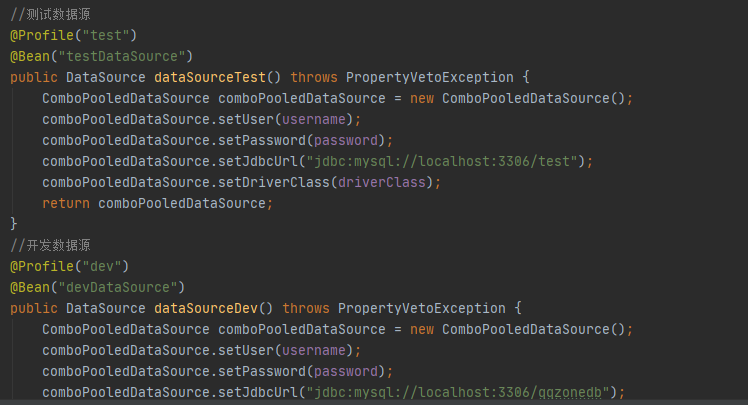 //测试数据源
@Profile("test")
@Bean("testDataSource")
public DataSource dataSourceTest() throws PropertyVetoException {
    ComboPooledDataSource comboPooledDataSource = new ComboPooledDataSource();
    comboPooledDataSource.setUser(username);
    comboPooledDataSource.setPassword(password);
    comboPooledDataSource.setJdbcUrl("jdbc:mysql://localhost:3306/test");
    comboPooledDataSource.setDriverClass(driverClass);
    return comboPooledDataSource;
}
//开发数据源
@Profile("dev")
@Bean("devDataSource")
public DataSource dataSourceDev() throws PropertyVetoException {
    ComboPooledDataSource comboPooledDataSource = new ComboPooledDataSource();
    comboPooledDataSource.setUser(username);
    comboPooledDataSource.setPassword(password);
    comboPooledDataSource.setJdbcUrl("jdbc:mysql://localhost:3306/qqzonedb");